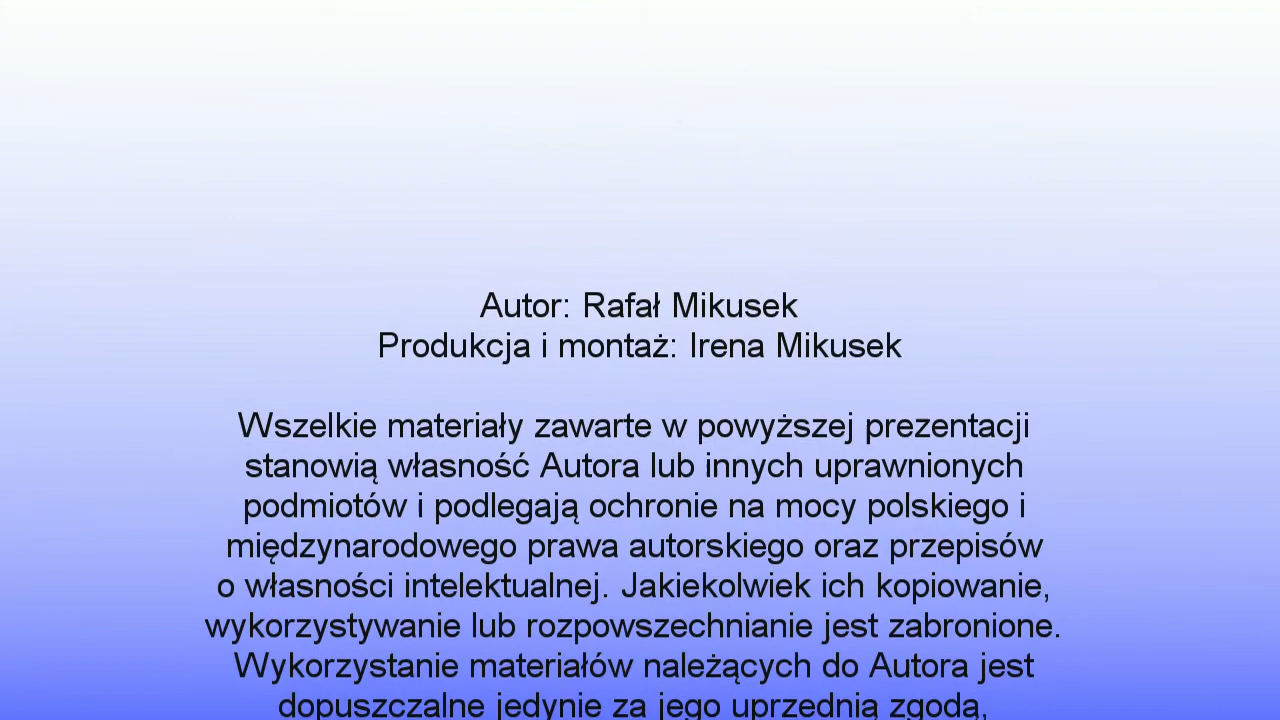 Autor: Rafał Mikusek
Produkcja i montaż: Irena Mikusek
Wszelkie materiały zawarte w powyższej prezentacji
stanowią własność Autora lub innych uprawnionych
podmiotów i podlegają ochronie na mocy polskiego i
międzynarodowego prawa autorskiego oraz przepisów
o własności intelektualnej. Jakiekolwiek ich kopiowanie,
wykorzystywanie lub rozpowszechnianie jest zabronione.
Wykorzystanie materiałów należących do Autora jest
dopuszczalne jedynie za jego uprzednią zgodą,